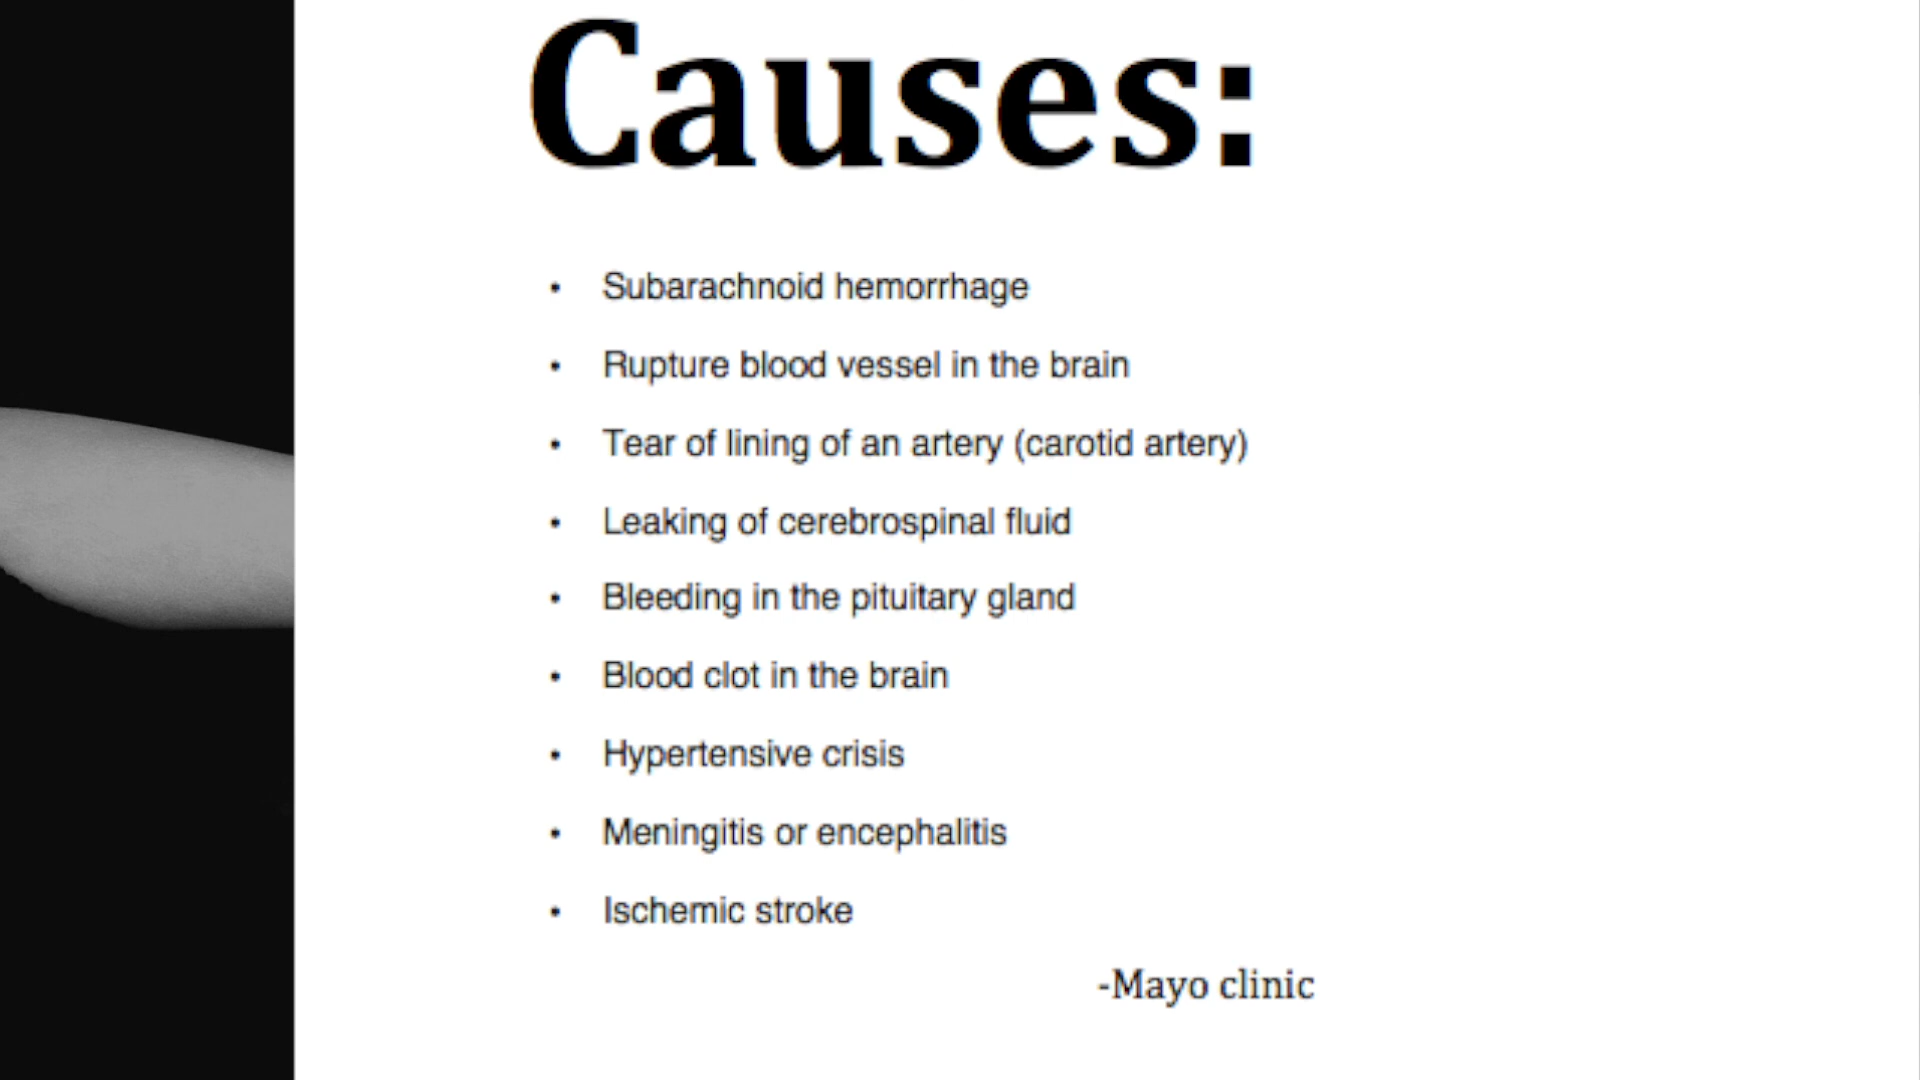 Causes:
• Subarachnoid hemorrhage
• Rupture blood vessel in the brain
• Tear of lining of an artery (carotid artery)
• Leaking of cerebrospinal fluid
• Bleeding in the pituitary gland
• Blood clot in the brain
• Hypertensive crisis
• Meningitis or encephalitis
• Ischemic stroke
-Mayo clinic